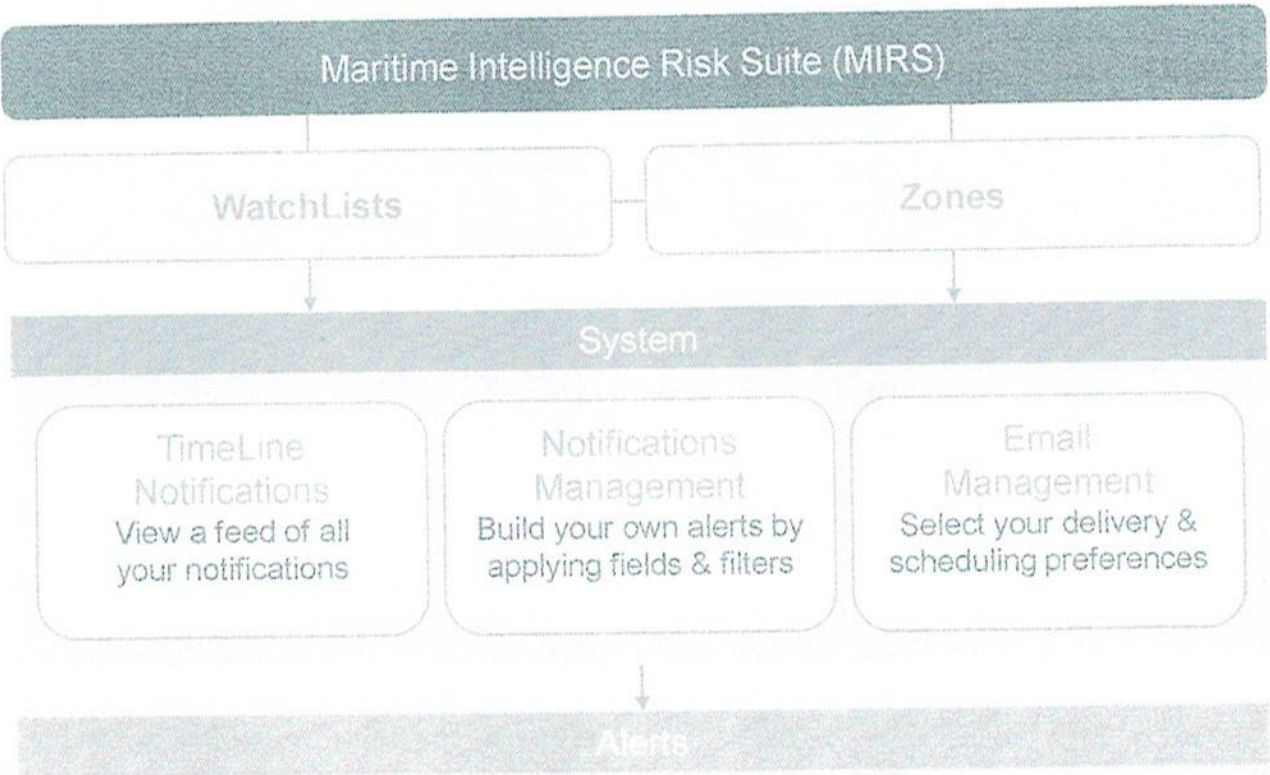 Maritime Intelligence Risk Suite (MIRS)
WatchLists
Zones
System
TimeLine
Notifications
View a feed of all
your notifications
Notifications
Management
Build your own alerts by
applying fields & filters
Email
Management
Select your delivery &
scheduling preferences
Alerts